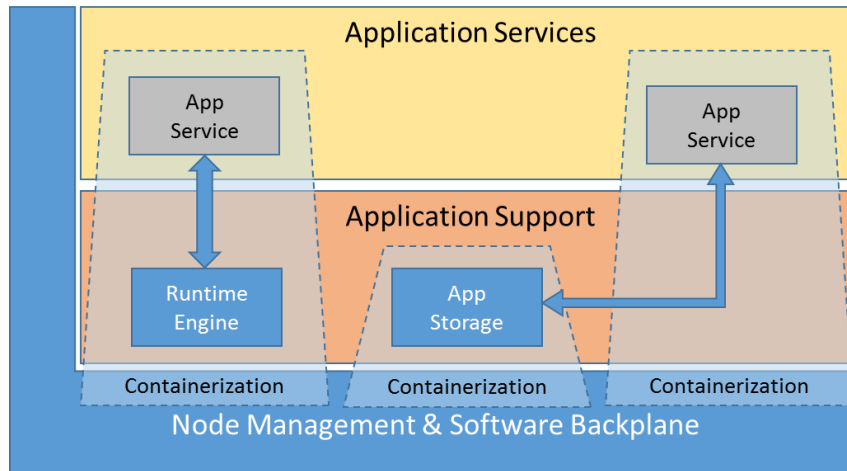 Application Services
App
Service
App
Service
Application Support
Runtime
Engine
App
Storage
Containerization
Containerization
Containerization
Node Management & Software Backplane